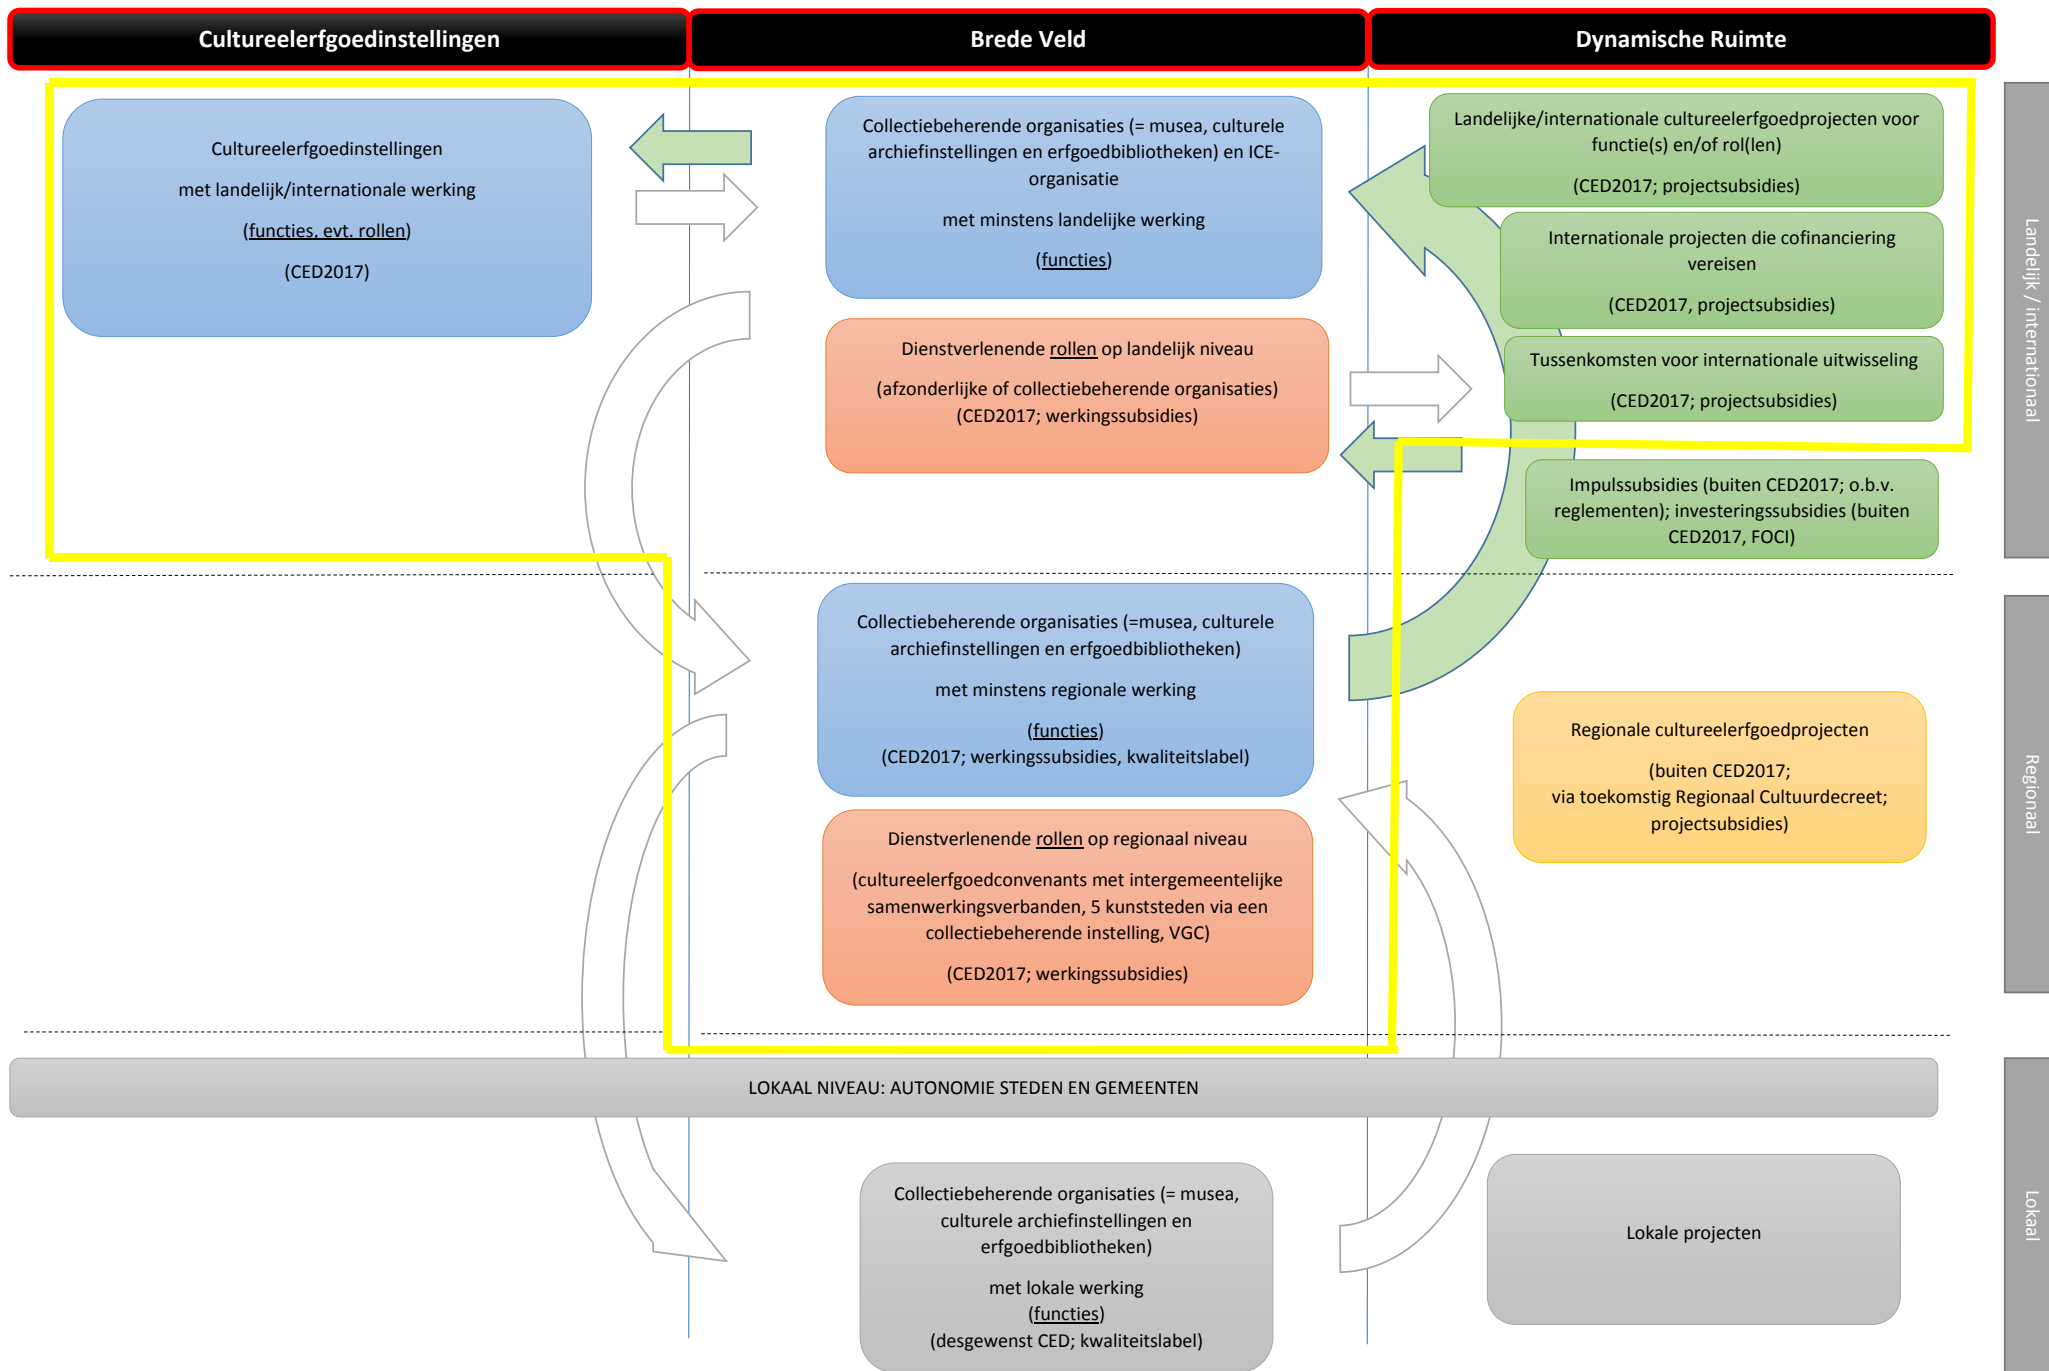 Cultureelerfgoedinstellingen
Brede Veld
Dynamische Ruimte
Cultureelerfgoedinstellingen
met landelijk/internationale werking
(functies, evt. rollen)
(CED2017)
Collectiebeherende organisaties (= musea, culturele
archiefinstellingen en erfgoedbibliotheken) en ICE-
organisatie
met minstens landelijke werking
(functies)
Dienstverlenende rollen op landelijk niveau
(afzonderlijke of collectiebeherende organisaties)
(CED2017; werkingssubsidies)
Landelijke/internationale cultureelerfgoedprojecten voor
functie(s) en/of rol(len)
(CED2017; projectsubsidies)
Internationale projecten die cofinanciering
vereisen
(CED2017, projectsubsidies)
Tussenkomsten voor internationale uitwisseling
(CED2017; projectsubsidies)
Impulssubsidies (buiten CED2017; o.b.v.
reglementen); investeringssubsidies (buiten
CED2017, FOCI)
Landelijk / internationaal
Collectiebeherende organisaties (=musea, culturele
archiefinstellingen en erfgoedbibliotheken)
met minstens regionale werking
(functies)
(CED2017; werkingssubsidies, kwaliteitslabel)
Dienstverlenende rollen op regionaal niveau
(cultureelerfgoedconvenants met intergemeentelijke
samenwerkingsverbanden, 5 kunststeden via een
collectiebeherende instelling, VGC)
(CED2017; werkingssubsidies)
Regionale cultureelerfgoedprojecten
(buiten CED2017;
via toekomstig Regionaal Cultuurdecreet;
projectsubsidies)
Regionaal
LOKAAL NIVEAU: AUTONOMIE STEDEN EN GEMEENTEN
Collectiebeherende organisaties (= musea,
culturele archiefinstellingen en
erfgoedbibliotheken)
met lokale werking
(functies)
(desgewenst CED; kwaliteitslabel)
Lokale projecten
Lokaal